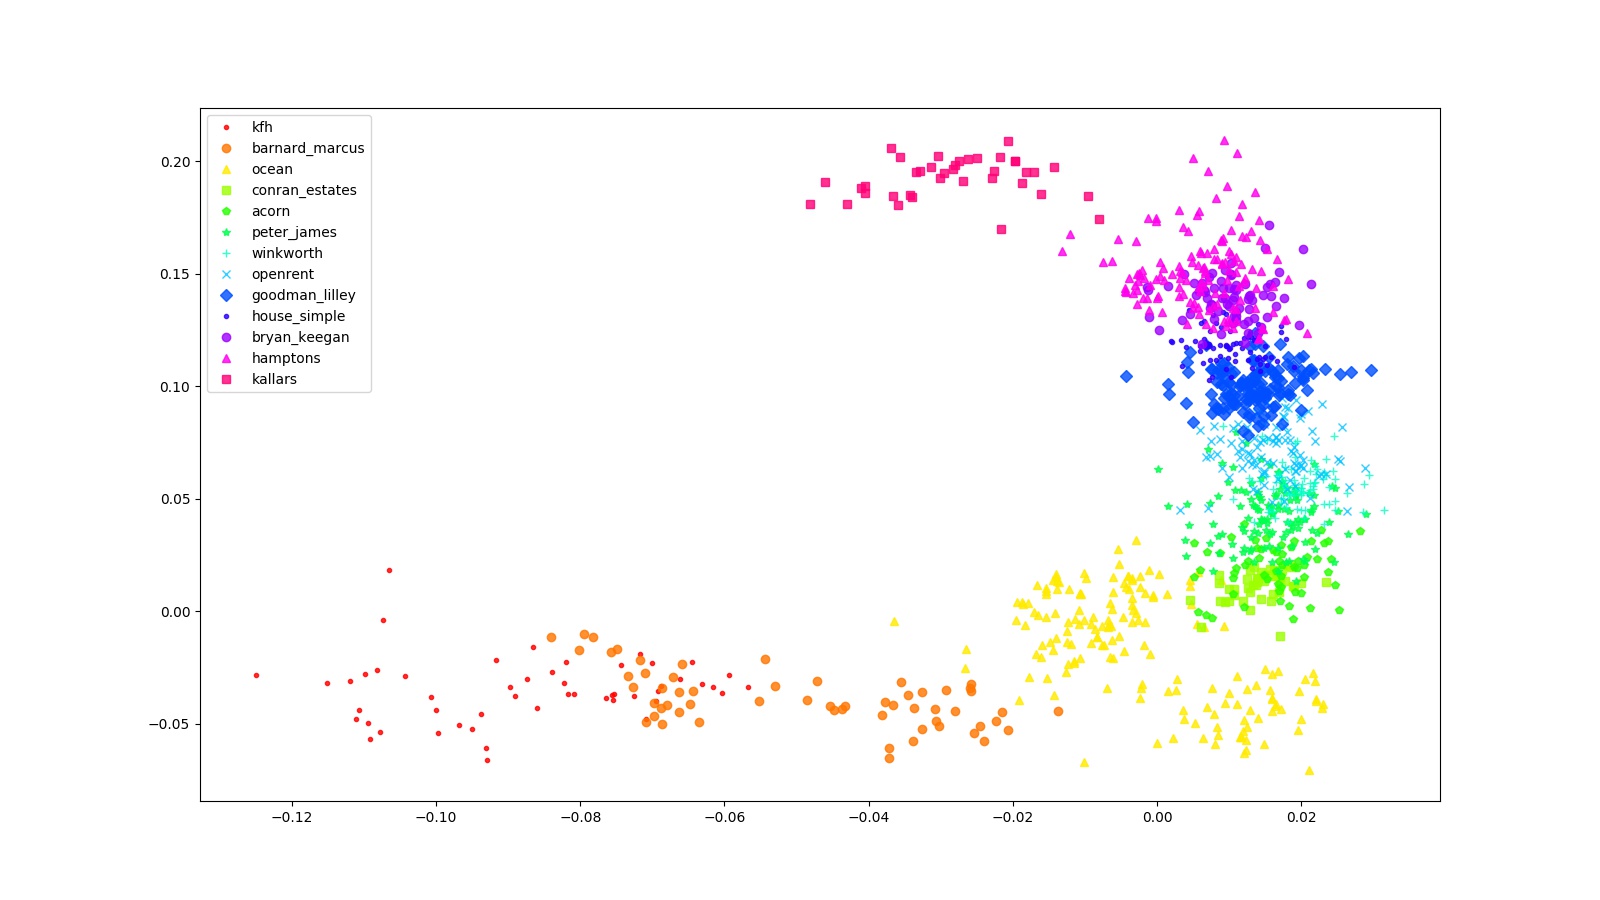 kfh
barnard_marcus
ocean
conran_estates
acorn
peter_james
winkworth
openrent
goodman_lilley
house_simple
bryan_keegan
hamptons
kallars
0.20
0.15
0.10
0.05
0.00
−0.05
−0.12 −0.10 −0.08 −0.06 −0.04 −0.02 0.00 0.02